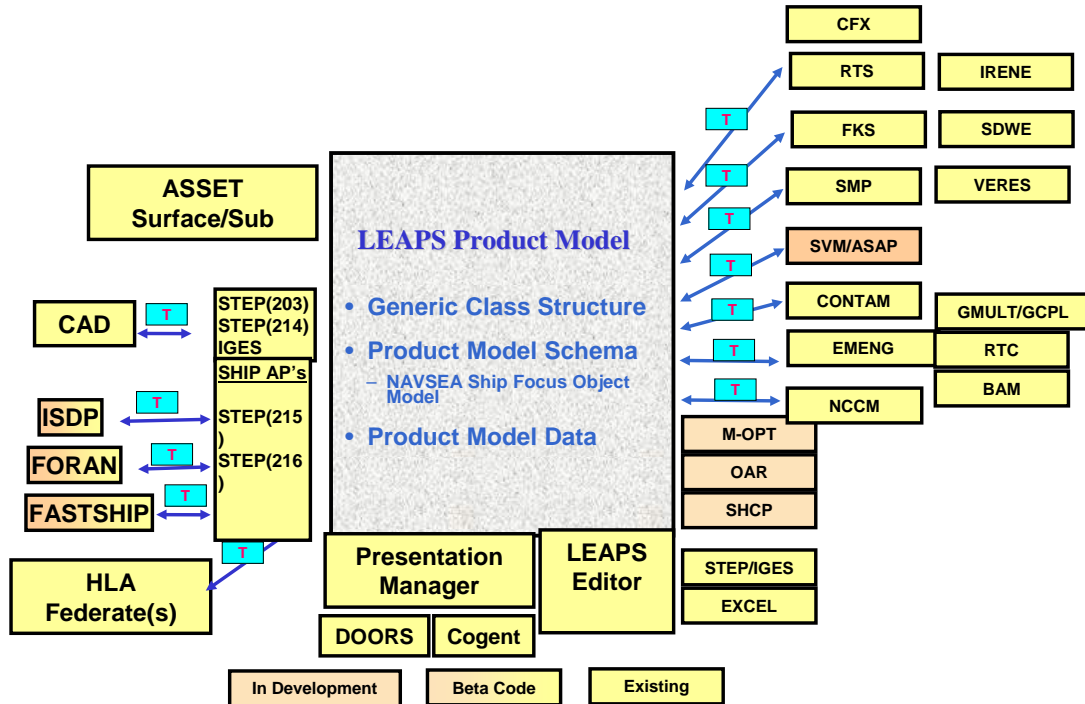 CFX
RTS
IRENE
T
FKS
SDWE
T
ASSET
Surface/Sub
SMP
VERES
T
LEAPS Product Model
SVM/ASAP
T
• Generic Class Structure
CONTAM
GMULT/GCPL
T
CAD
T
STEP(203)
STEP(214)
IGES
• Product Model Schema
– NAVSEA Ship Focus Object
Model
T
EMENG
RTC
BAM
SHIP AP's
ISDP
T
STEP(215
)
T
NCCM
• Product Model Data
M-OPT
FORAN
T
STEP(216
)
OAR
FASTSHIP
T
SHCP
T
HLA
Federate(s)
Presentation
Manager
LEAPS
Editor
STEP/IGES
EXCEL
DOORS
Cogent
In Development
Beta Code
Existing